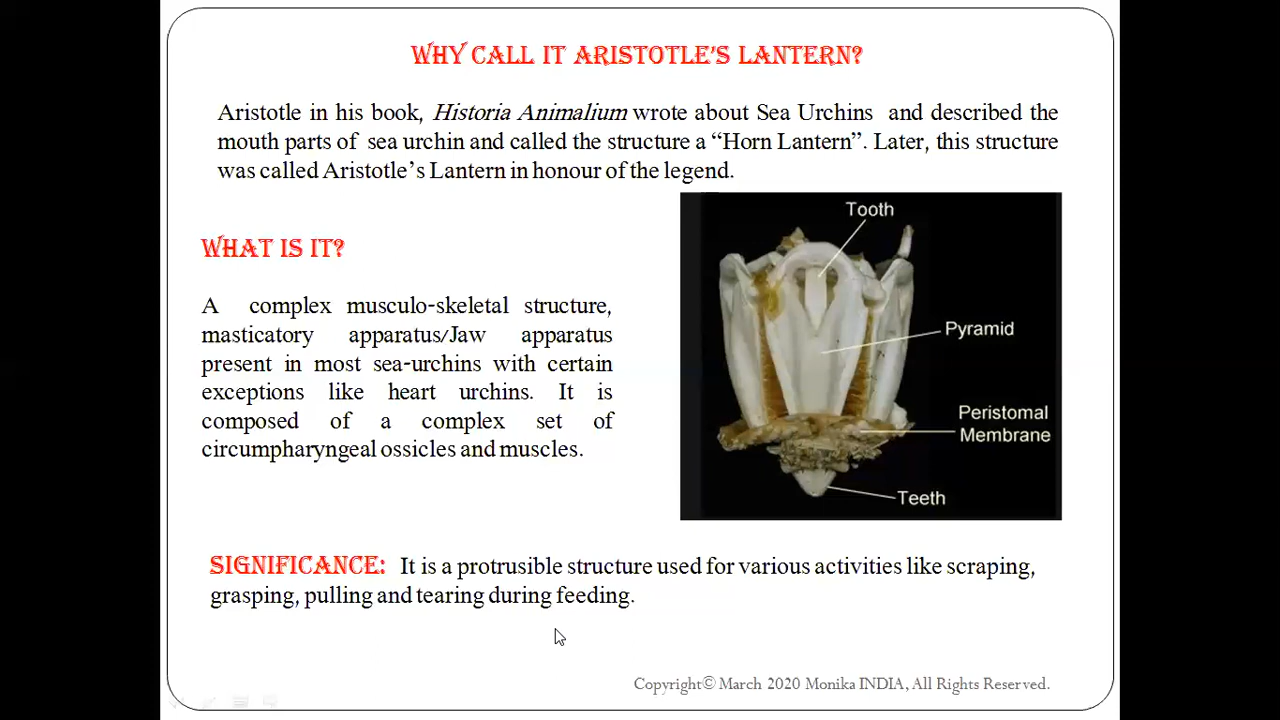 WHY CALL IT ARISTOTLE'S LANTERN?
Aristotle in his book, Historia Animalium wrote about Sea Urchins and described the
mouth parts of sea urchin and called the structure a “Horn Lantern”. Later, this structure
was called Aristotle’s Lantern in honour of the legend.
WHAT IS IT?
A complex musculo-skeletal structure,
masticatory apparatus/Jaw apparatus
present in most sea-urchins with certain
exceptions like heart urchins. It is
composed of a complex set of
circumpharyngeal ossicles and muscles.
Tooth
Pyramid
Peristomal
Membrane
Teeth
SIGNIFICANCE: It is a protrusible structure used for various activities like scraping,
grasping, pulling and tearing during feeding.
Copyright© March 2020 Monika INDIA, All Rights Reserved.